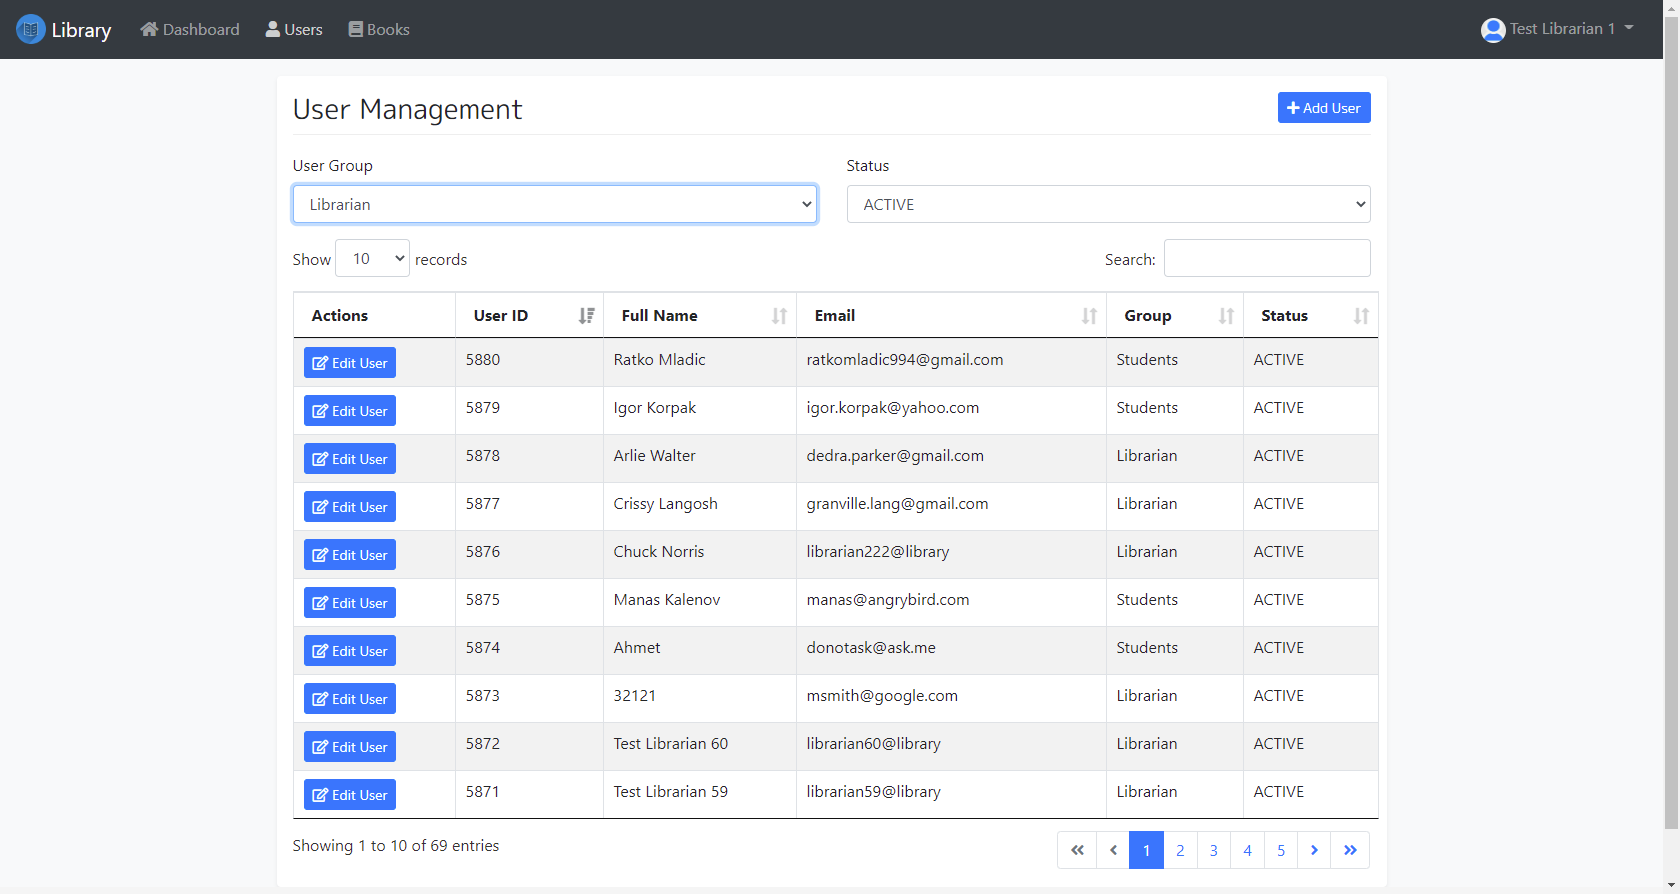 Library Dashboard Users Books Test Librarian 1
User Management + Add User
User Group Status
Librarian ACTIVE
Show 10 records Search:
Actions User ID Full Name Email Group Status
Edit User 5880 Ratko Mladic ratkomladic994@gmail.com Students ACTIVE
Edit User 5879 Igor Korpak igor.korpak@yahoo.com Students ACTIVE
Edit User 5878 Arlie Walter dedra.parker@gmail.com Librarian ACTIVE
Edit User 5877 Crissy Langosh granville.lang@gmail.com Librarian ACTIVE
Edit User 5876 Chuck Norris librarian222@library Librarian ACTIVE
Edit User 5875 Manas Kalenov manas@angrybird.com Students ACTIVE
Edit User 5874 Ahmet donotask@ask.me Students ACTIVE
Edit User 5873 32121 msmith@google.com Librarian ACTIVE
Edit User 5872 Test Librarian 60 librarian60@library Librarian ACTIVE
Edit User 5871 Test Librarian 59 librarian59@library Librarian ACTIVE
Showing 1 to 10 of 69 entries « ‹ 1 2 3 4 5 › »